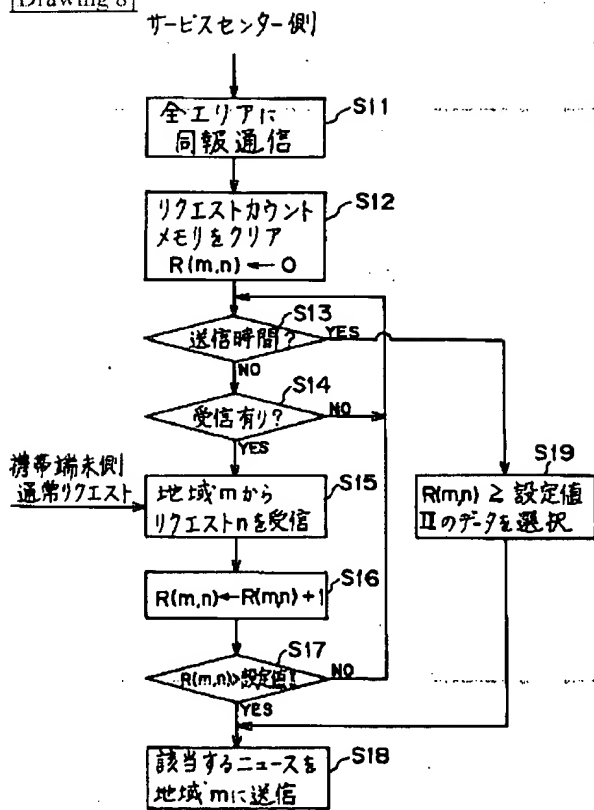 [Drawing 8]
サービスセンター側
全エリアに
同報通信
S11
リクエストカウント
メモリをクリア
R(m,n) ← 0
S12
送信時間?
S13
YES
NO
受信有り?
S14
NO
YES
携帯端末側
通常リクエスト
地域mから
リクエストnを受信
S15
R(m,n) ≥ 設定値
IIのデータを選択
S19
R(m,n)←R(m,n)+1
S16
R(m,n)>設定値I
S17
NO
YES
該当するニュースを
地域mに送信
S18